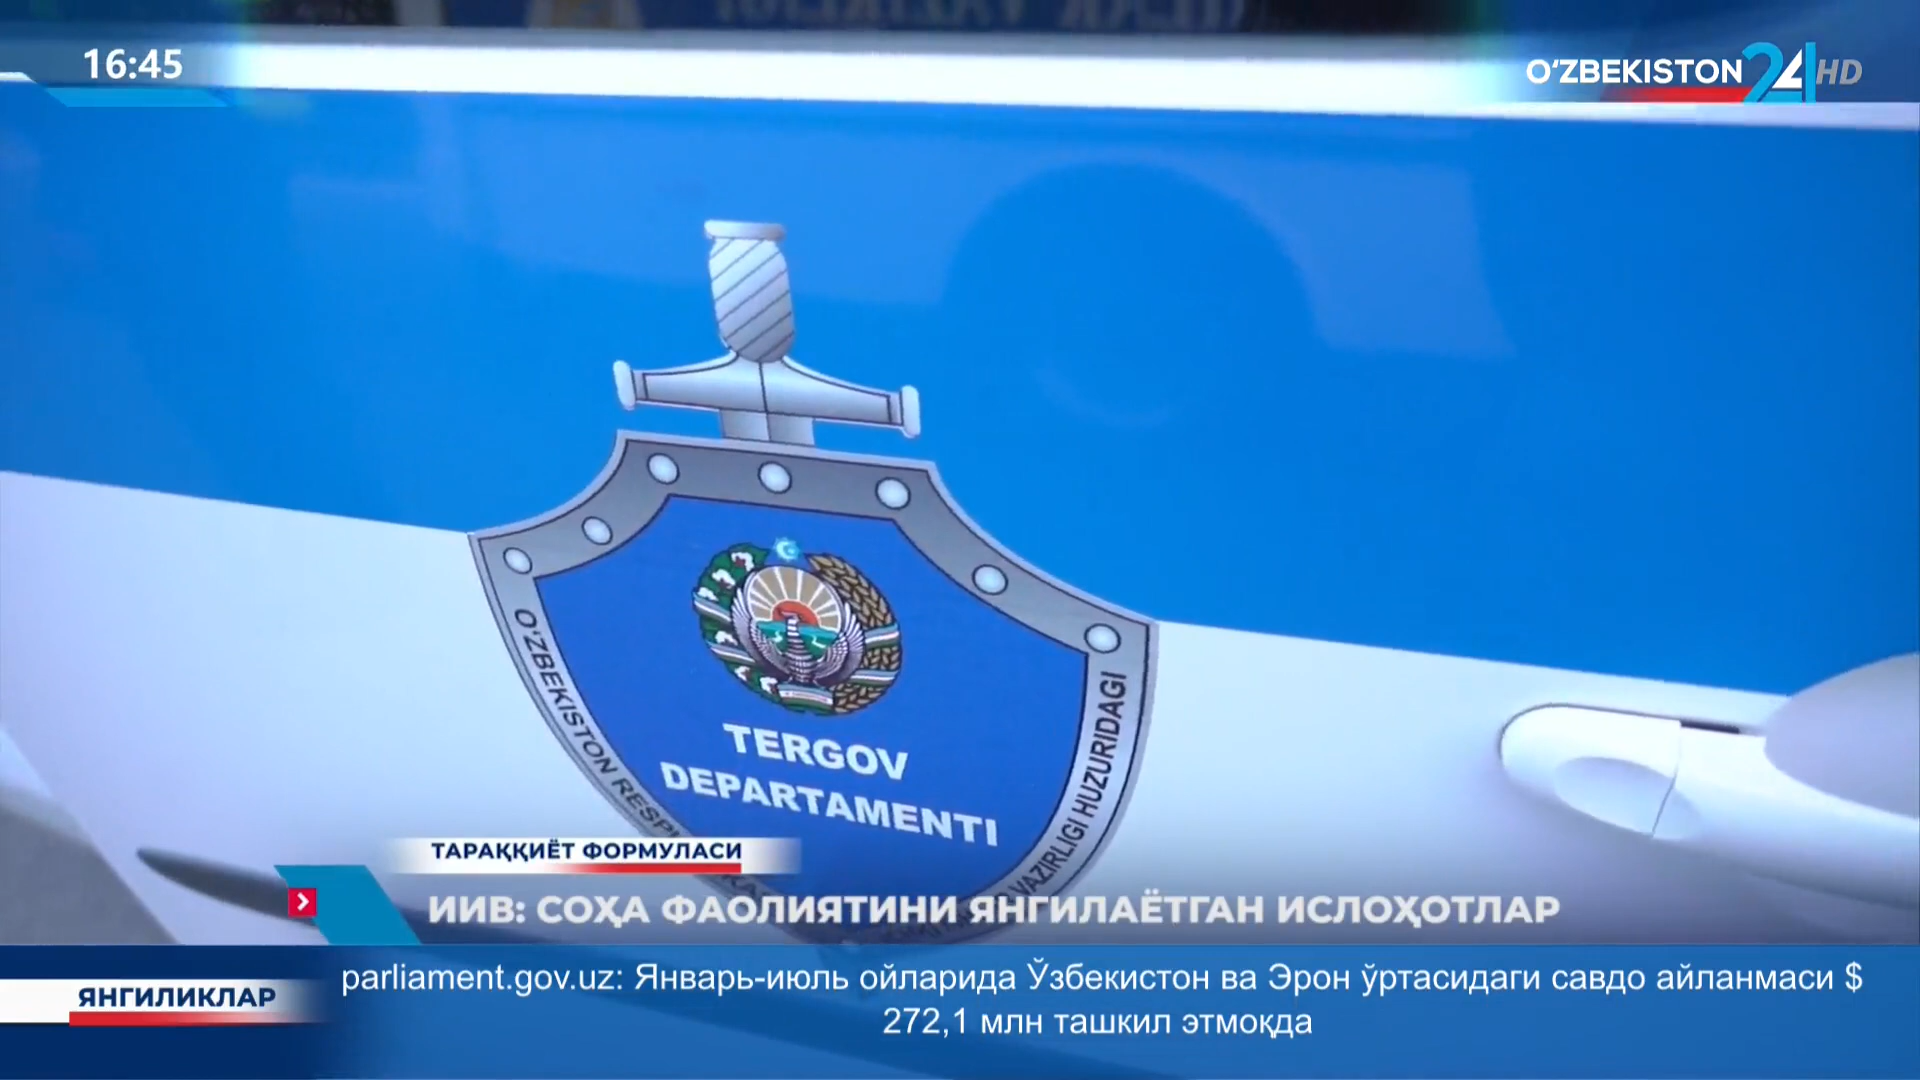 16:45
O‘ZBEKISTON 24 HD
O‘ZBEKISTON
VAZIRLIGI HUZURIDAGI
TERGOV
DEPARTAMENTI
ТАРАҚҚИЁТ ФОРМУЛАСИ
ИИВ: СОҲА ФАОЛИЯТИНИ ЯНГИЛАЁТГАН ИСЛОҲОТЛАР
ЯНГИЛИКЛАР
parliament.gov.uz: Январь-июль ойларида Ўзбекистон ва Эрон ўртасидаги савдо айланмаси $
272,1 млн ташкил этмоқда